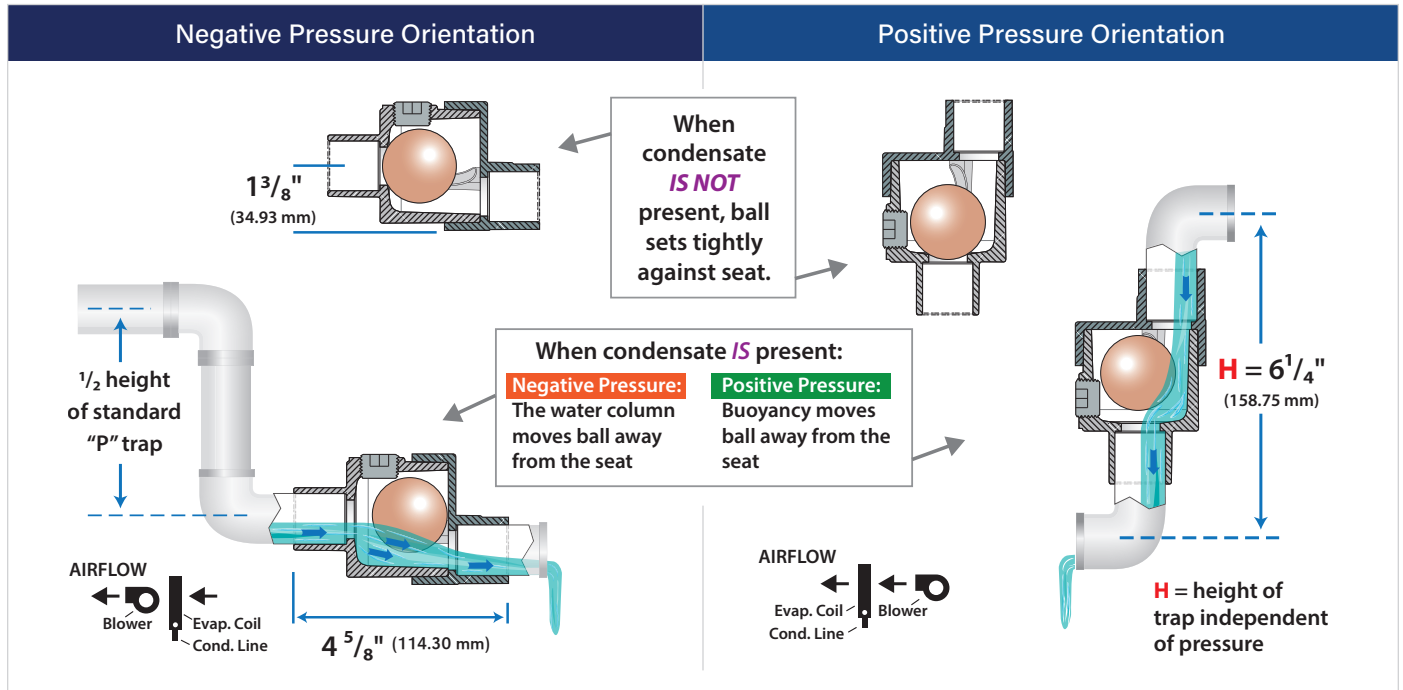 Negative Pressure Orientation
Positive Pressure Orientation
1 3/8"
(34.93 mm)
When
condensate
IS NOT
present, ball
sets tightly
against seat.
1/2 height
of standard
“P” trap
When condensate IS present:
Negative Pressure:
The water column
moves ball away
from the seat
Positive Pressure:
Buoyancy moves
ball away from the
seat
H = 6 1/4"
(158.75 mm)
AIRFLOW
Blower
Evap. Coil
Cond. Line
4 5/8" (114.30 mm)
AIRFLOW
Evap. Coil
Blower
Cond. Line
H = height of
trap independent
of pressure